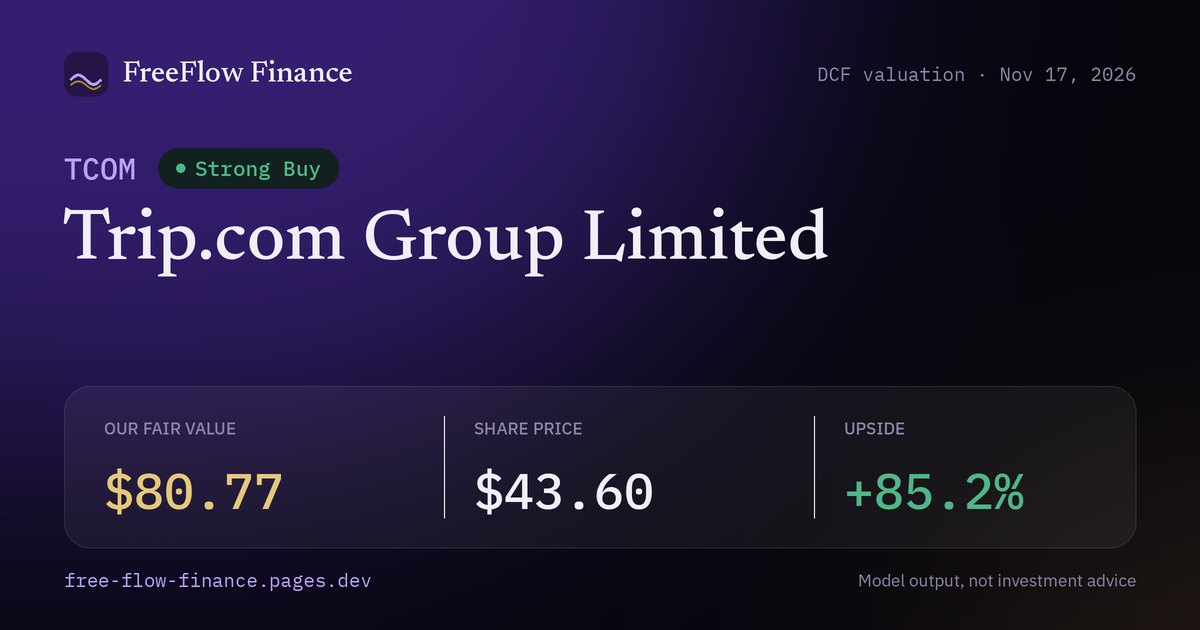 FreeFlow Finance
DCF valuation · Nov 17, 2026
TCOM
Strong Buy
Trip.com Group Limited
OUR FAIR VALUE
$80.77
SHARE PRICE
$43.60
UPSIDE
+85.2%
free-flow-finance.pages.dev
Model output, not investment advice